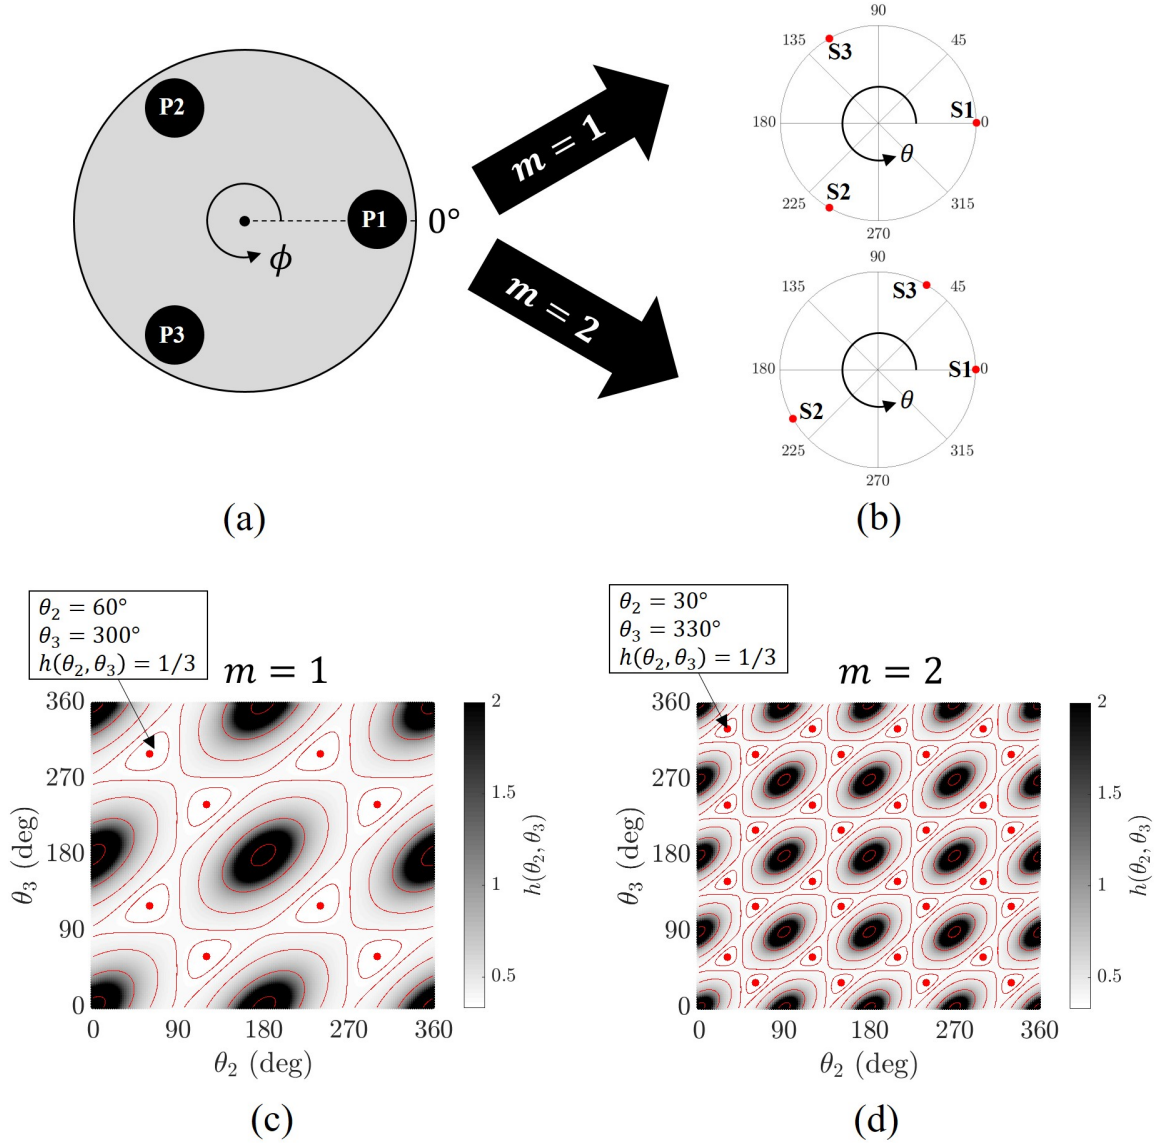 P2
P1
0°
ϕ
P3
m = 1
m = 2
(a)
90
135
45
S3
S1
180
0
θ
S2
225
315
270
90
135
45
S3
180
S1
0
S2
θ
225
315
270
(b)
θ₂ = 60°
θ₃ = 300°
h(θ₂, θ₃) = 1/3
m = 1
360
270
180
90
0
θ₃ (deg)
0 90 180 270 360
θ₂ (deg)
2
1.5
1
0.5
h(θ₂, θ₃)
(c)
θ₂ = 30°
θ₃ = 330°
h(θ₂, θ₃) = 1/3
m = 2
360
270
180
90
0
θ₃ (deg)
0 90 180 270 360
θ₂ (deg)
2
1.5
1
0.5
h(θ₂, θ₃)
(d)